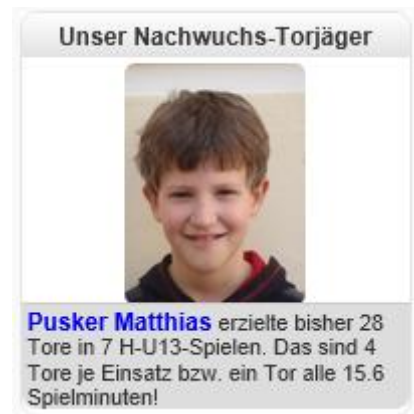 Unser Nachwuchs-Torjäger
Pusker Matthias erzielte bisher 28
Tore in 7 H-U13-Spielen. Das sind 4
Tore je Einsatz bzw. ein Tor alle 15.6
Spielminuten!